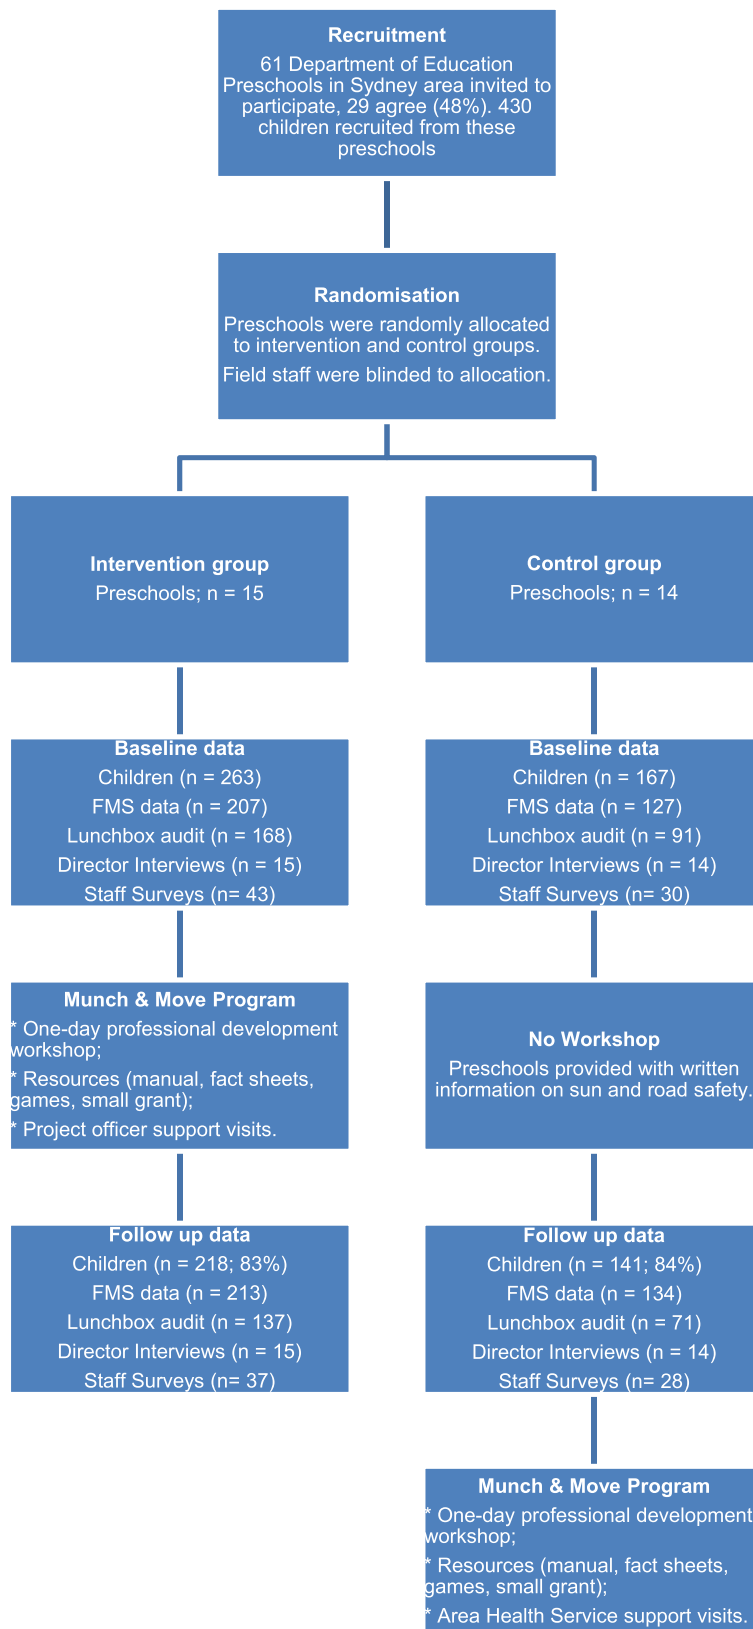 Recruitment
61 Department of Education
Preschools in Sydney area invited to
participate, 29 agree (48%). 430
children recruited from these
preschools
Randomisation
Preschools were randomly allocated
to intervention and control groups.
Field staff were blinded to allocation.
Intervention group
Preschools; n = 15
Control group
Preschools; n = 14
Baseline data
Children (n = 263)
FMS data (n = 207)
Lunchbox audit (n = 168)
Director Interviews (n = 15)
Staff Surveys (n= 43)
Baseline data
Children (n = 167)
FMS data (n = 127)
Lunchbox audit (n = 91)
Director Interviews (n = 14)
Staff Surveys (n= 30)
Munch & Move Program
* One-day professional development
workshop;
* Resources (manual, fact sheets,
games, small grant);
* Project officer support visits.
No Workshop
Preschools provided with written
information on sun and road safety.
Follow up data
Children (n = 218; 83%)
FMS data (n = 213)
Lunchbox audit (n = 137)
Director Interviews (n = 15)
Staff Surveys (n= 37)
Follow up data
Children (n = 141; 84%)
FMS data (n = 134)
Lunchbox audit (n = 71)
Director Interviews (n = 14)
Staff Surveys (n= 28)
Munch & Move Program
* One-day professional development
workshop;
* Resources (manual, fact sheets,
games, small grant);
* Area Health Service support visits.